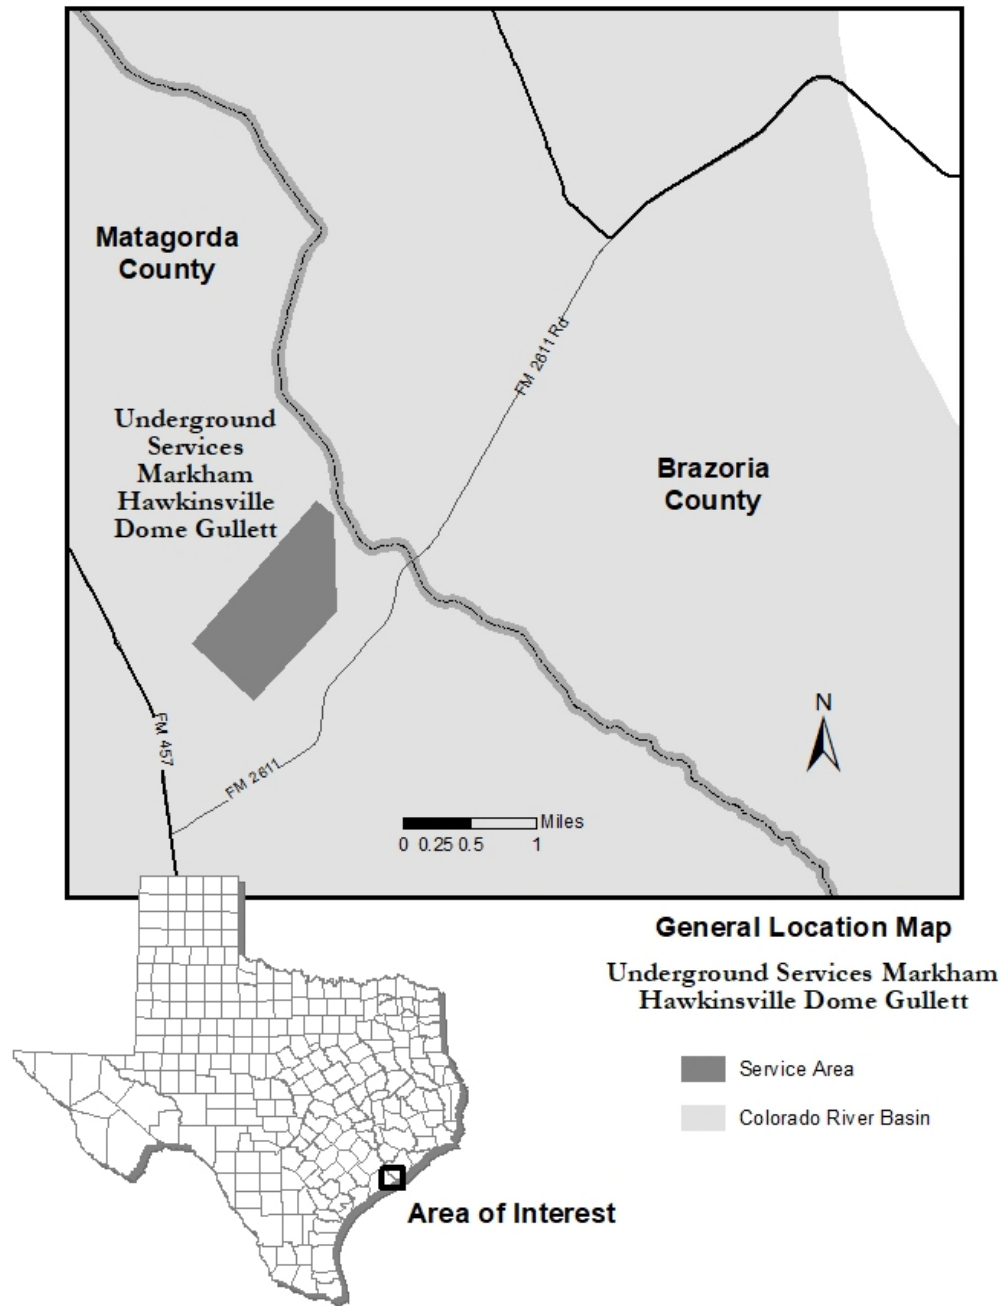 Matagorda
County
Underground
Services
Markham
Hawkinsville
Dome Gullett
FM 2611 Rd
Brazoria
County
FM 457
FM 2611
N
Miles
0 0.25 0.5 1
General Location Map
Underground Services Markham
Hawkinsville Dome Gullett
Service Area
Colorado River Basin
Area of Interest